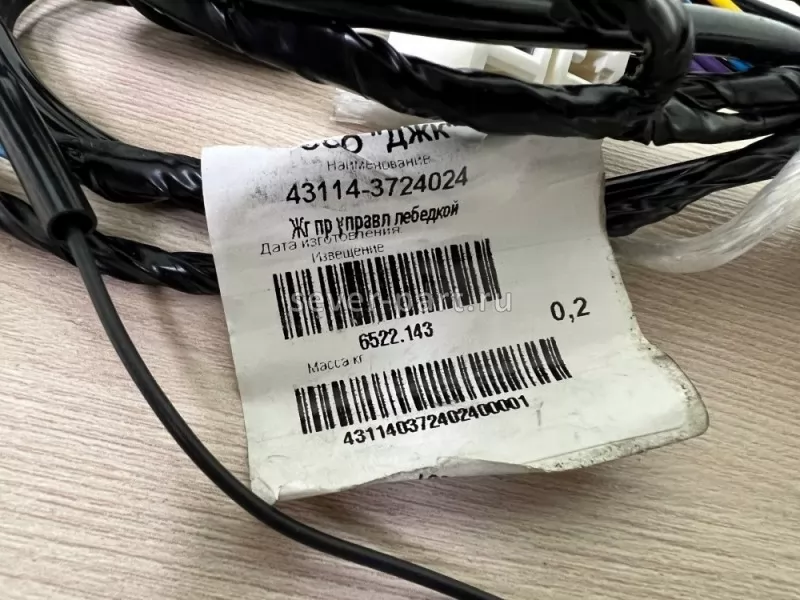 ООО "ДЖК"
Наименование
43114-3724024
Жг пр управл лебедкой
Дата изготовления:
Извещение
sever-part.ru
6522.143
0,2
Масса кг
431140372402400001